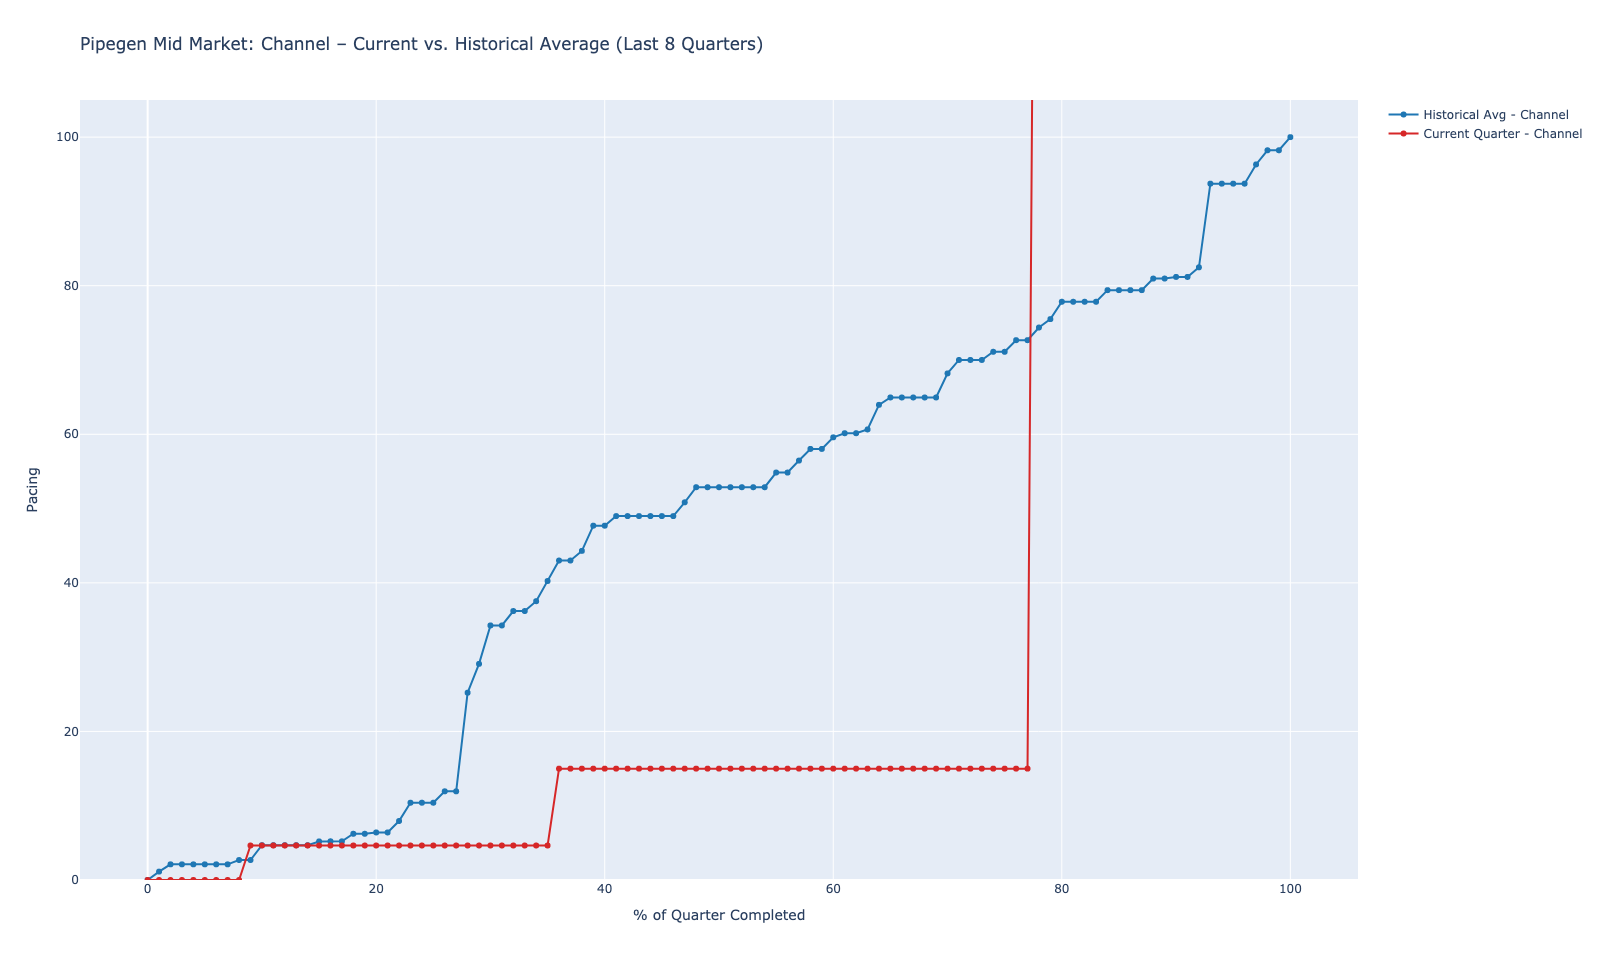 Pipegen Mid Market: Channel – Current vs. Historical Average (Last 8 Quarters)
Historical Avg - Channel
Current Quarter - Channel
100
80
60
40
20
0
Pacing
0 20 40 60 80 100
% of Quarter Completed